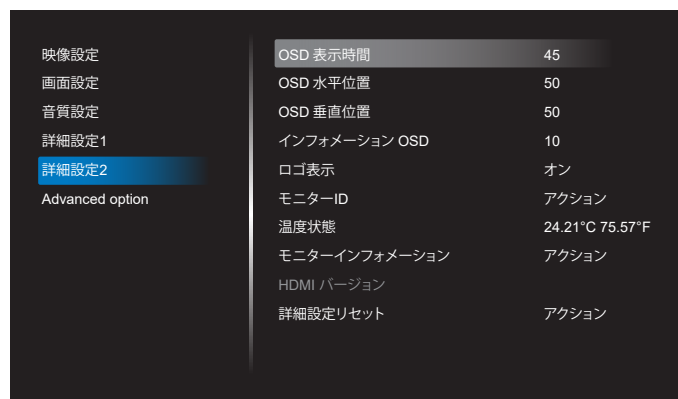 映像設定
画面設定
音質設定
詳細設定1
詳細設定2
Advanced option
OSD 表示時間 45
OSD 水平位置 50
OSD 垂直位置 50
インフォメーション OSD 10
ロゴ表示 オン
モニターID アクション
温度状態 24.21°C 75.57°F
モニターインフォメーション アクション
HDMI バージョン
詳細設定リセット アクション